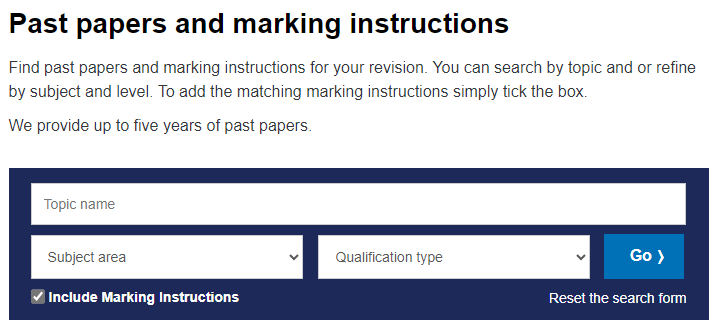 Past papers and marking instructions
Find past papers and marking instructions for your revision. You can search by topic and or refine
by subject and level. To add the matching marking instructions simply tick the box.
We provide up to five years of past papers.
Topic name
Subject area
Qualification type
Go ❭
Include Marking Instructions
Reset the search form